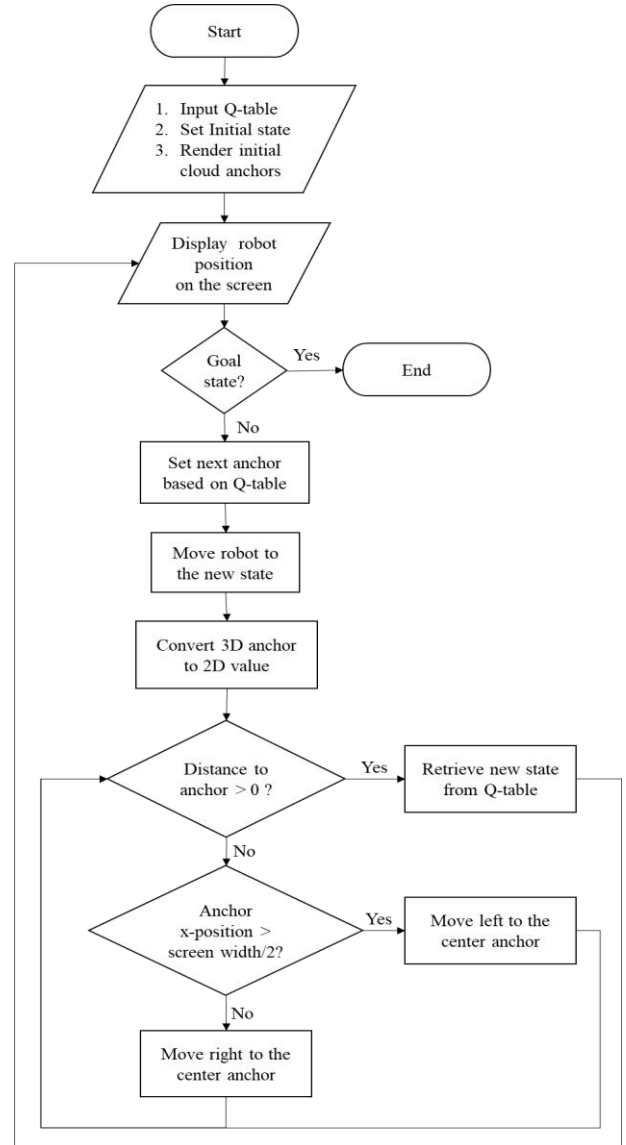 Start
1. Input Q-table
2. Set Initial state
3. Render initial
cloud anchors
Display robot
position
on the screen
Goal
state?
Yes
End
No
Set next anchor
based on Q-table
Move robot to
the new state
Convert 3D anchor
to 2D value
Distance to
anchor > 0 ?
Yes
Retrieve new state
from Q-table
No
Anchor
x-position >
screen width/2?
Yes
Move left to the
center anchor
No
Move right to the
center anchor